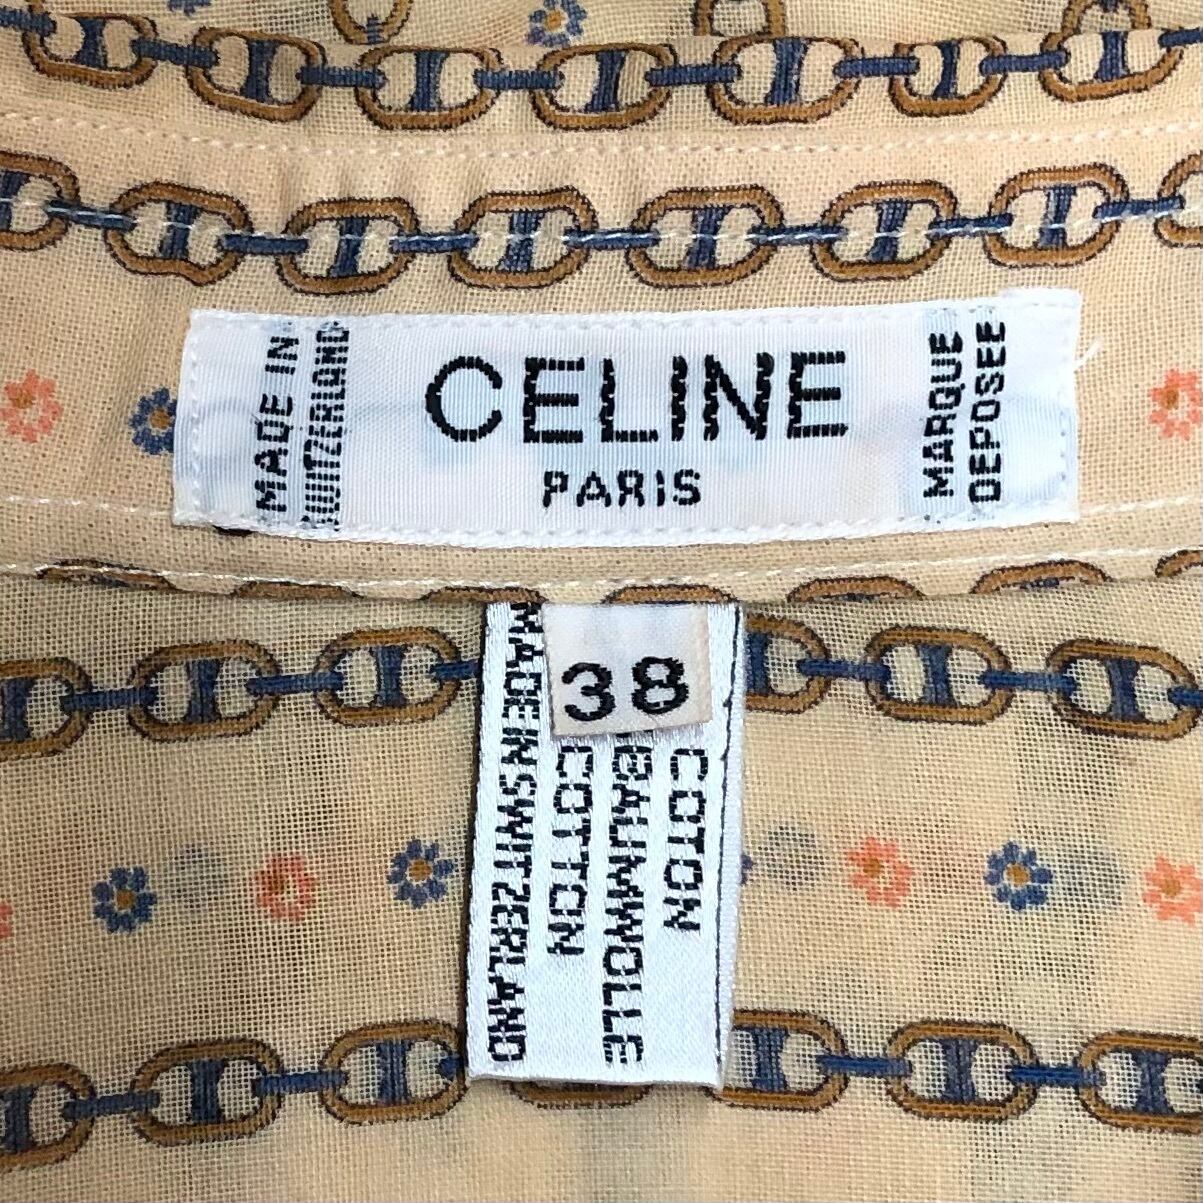 MADE IN
SWITZERLAND
CELINE
PARIS
MARQUE
DEPOSEE
38
COTON
BAUMWOLLE
COTTON
MADE IN SWITZERLAND